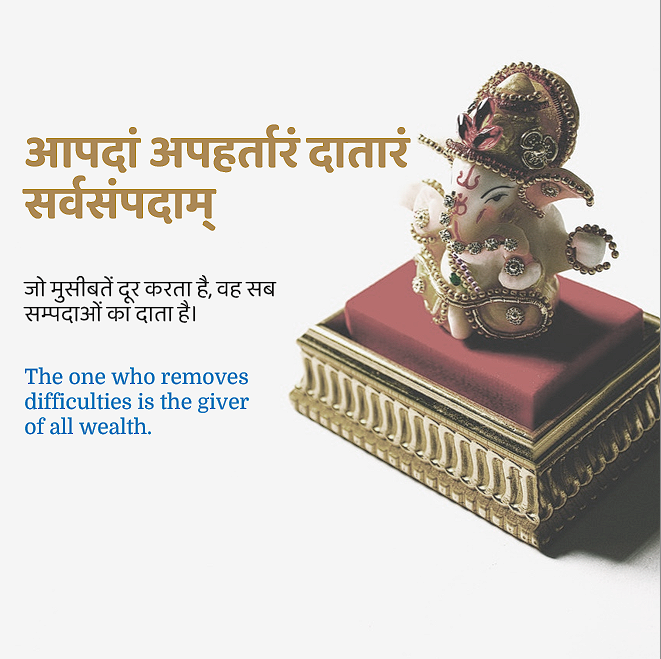 आपदां अपहर्तारं दातारं
सर्वसंपदाम्
जो मुसीबतें दूर करता है, वह सब
सम्पदाओं का दाता है।
The one who removes
difficulties is the giver
of all wealth.